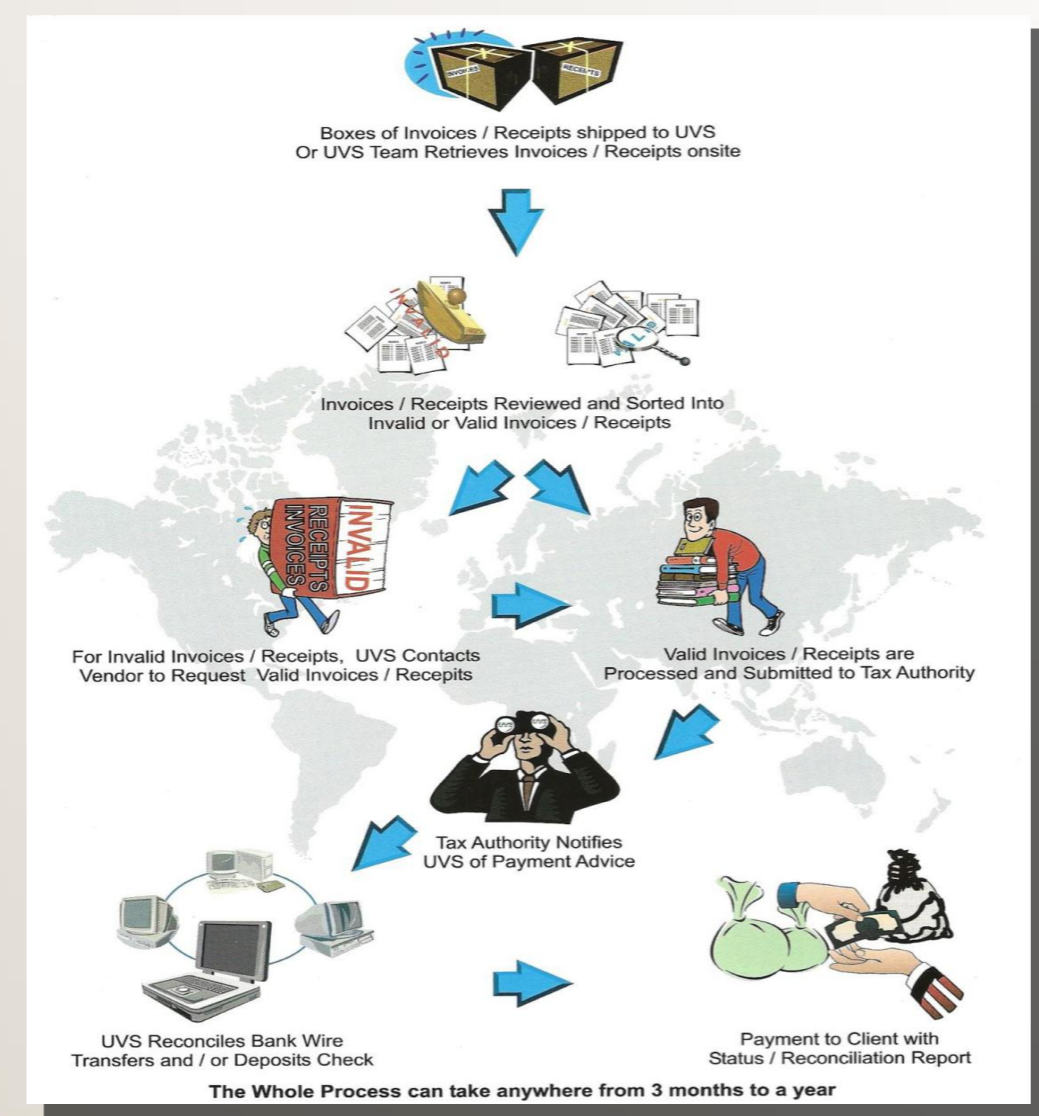 INVOICES
RECEIPTS
Boxes of Invoices / Receipts shipped to UVS
Or UVS Team Retrieves Invoices / Receipts onsite
INVALID
VALID
Invoices / Receipts Reviewed and Sorted Into
Invalid or Valid Invoices / Receipts
INVALID
RECEIPTS
INVOICES
For Invalid Invoices / Receipts, UVS Contacts
Vendor to Request Valid Invoices / Recepits
Valid Invoices / Receipts are
Processed and Submitted to Tax Authority
UVS
UVS
Tax Authority Notifies
UVS of Payment Advice
UVS Reconciles Bank Wire
Transfers and / or Deposits Check
Payment to Client with
Status / Reconciliation Report
The Whole Process can take anywhere from 3 months to a year